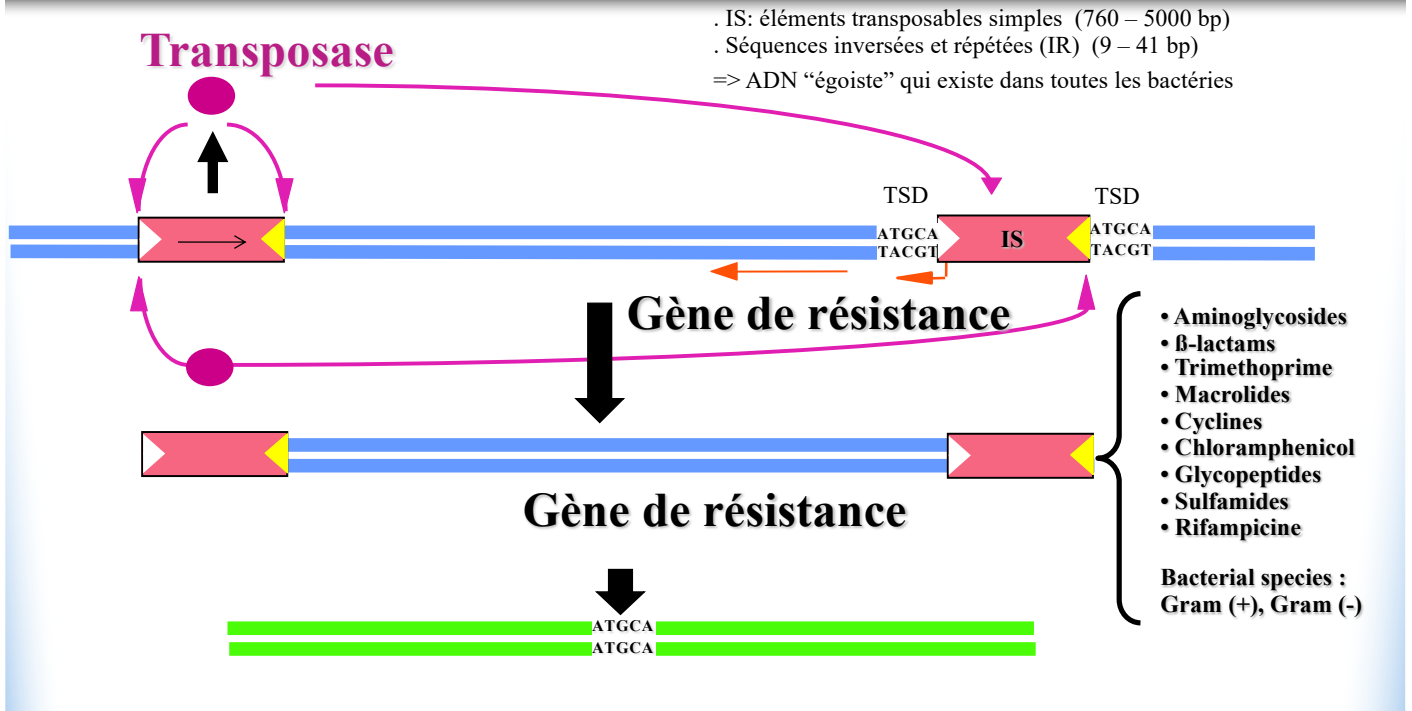 . IS: éléments transposables simples (760 – 5000 bp)
. Séquences inversées et répétées (IR) (9 – 41 bp)
=> ADN “égoiste” qui existe dans toutes les bactéries
Transposase
TSD
TSD
ATGCA
TACGT
IS
ATGCA
TACGT
Gène de résistance
• Aminoglycosides
• ß-lactams
• Trimethoprime
• Macrolides
• Cyclines
• Chloramphenicol
• Glycopeptides
• Sulfamides
• Rifampicine
Bacterial species :
Gram (+), Gram (-)
Gène de résistance
ATGCA
ATGCA